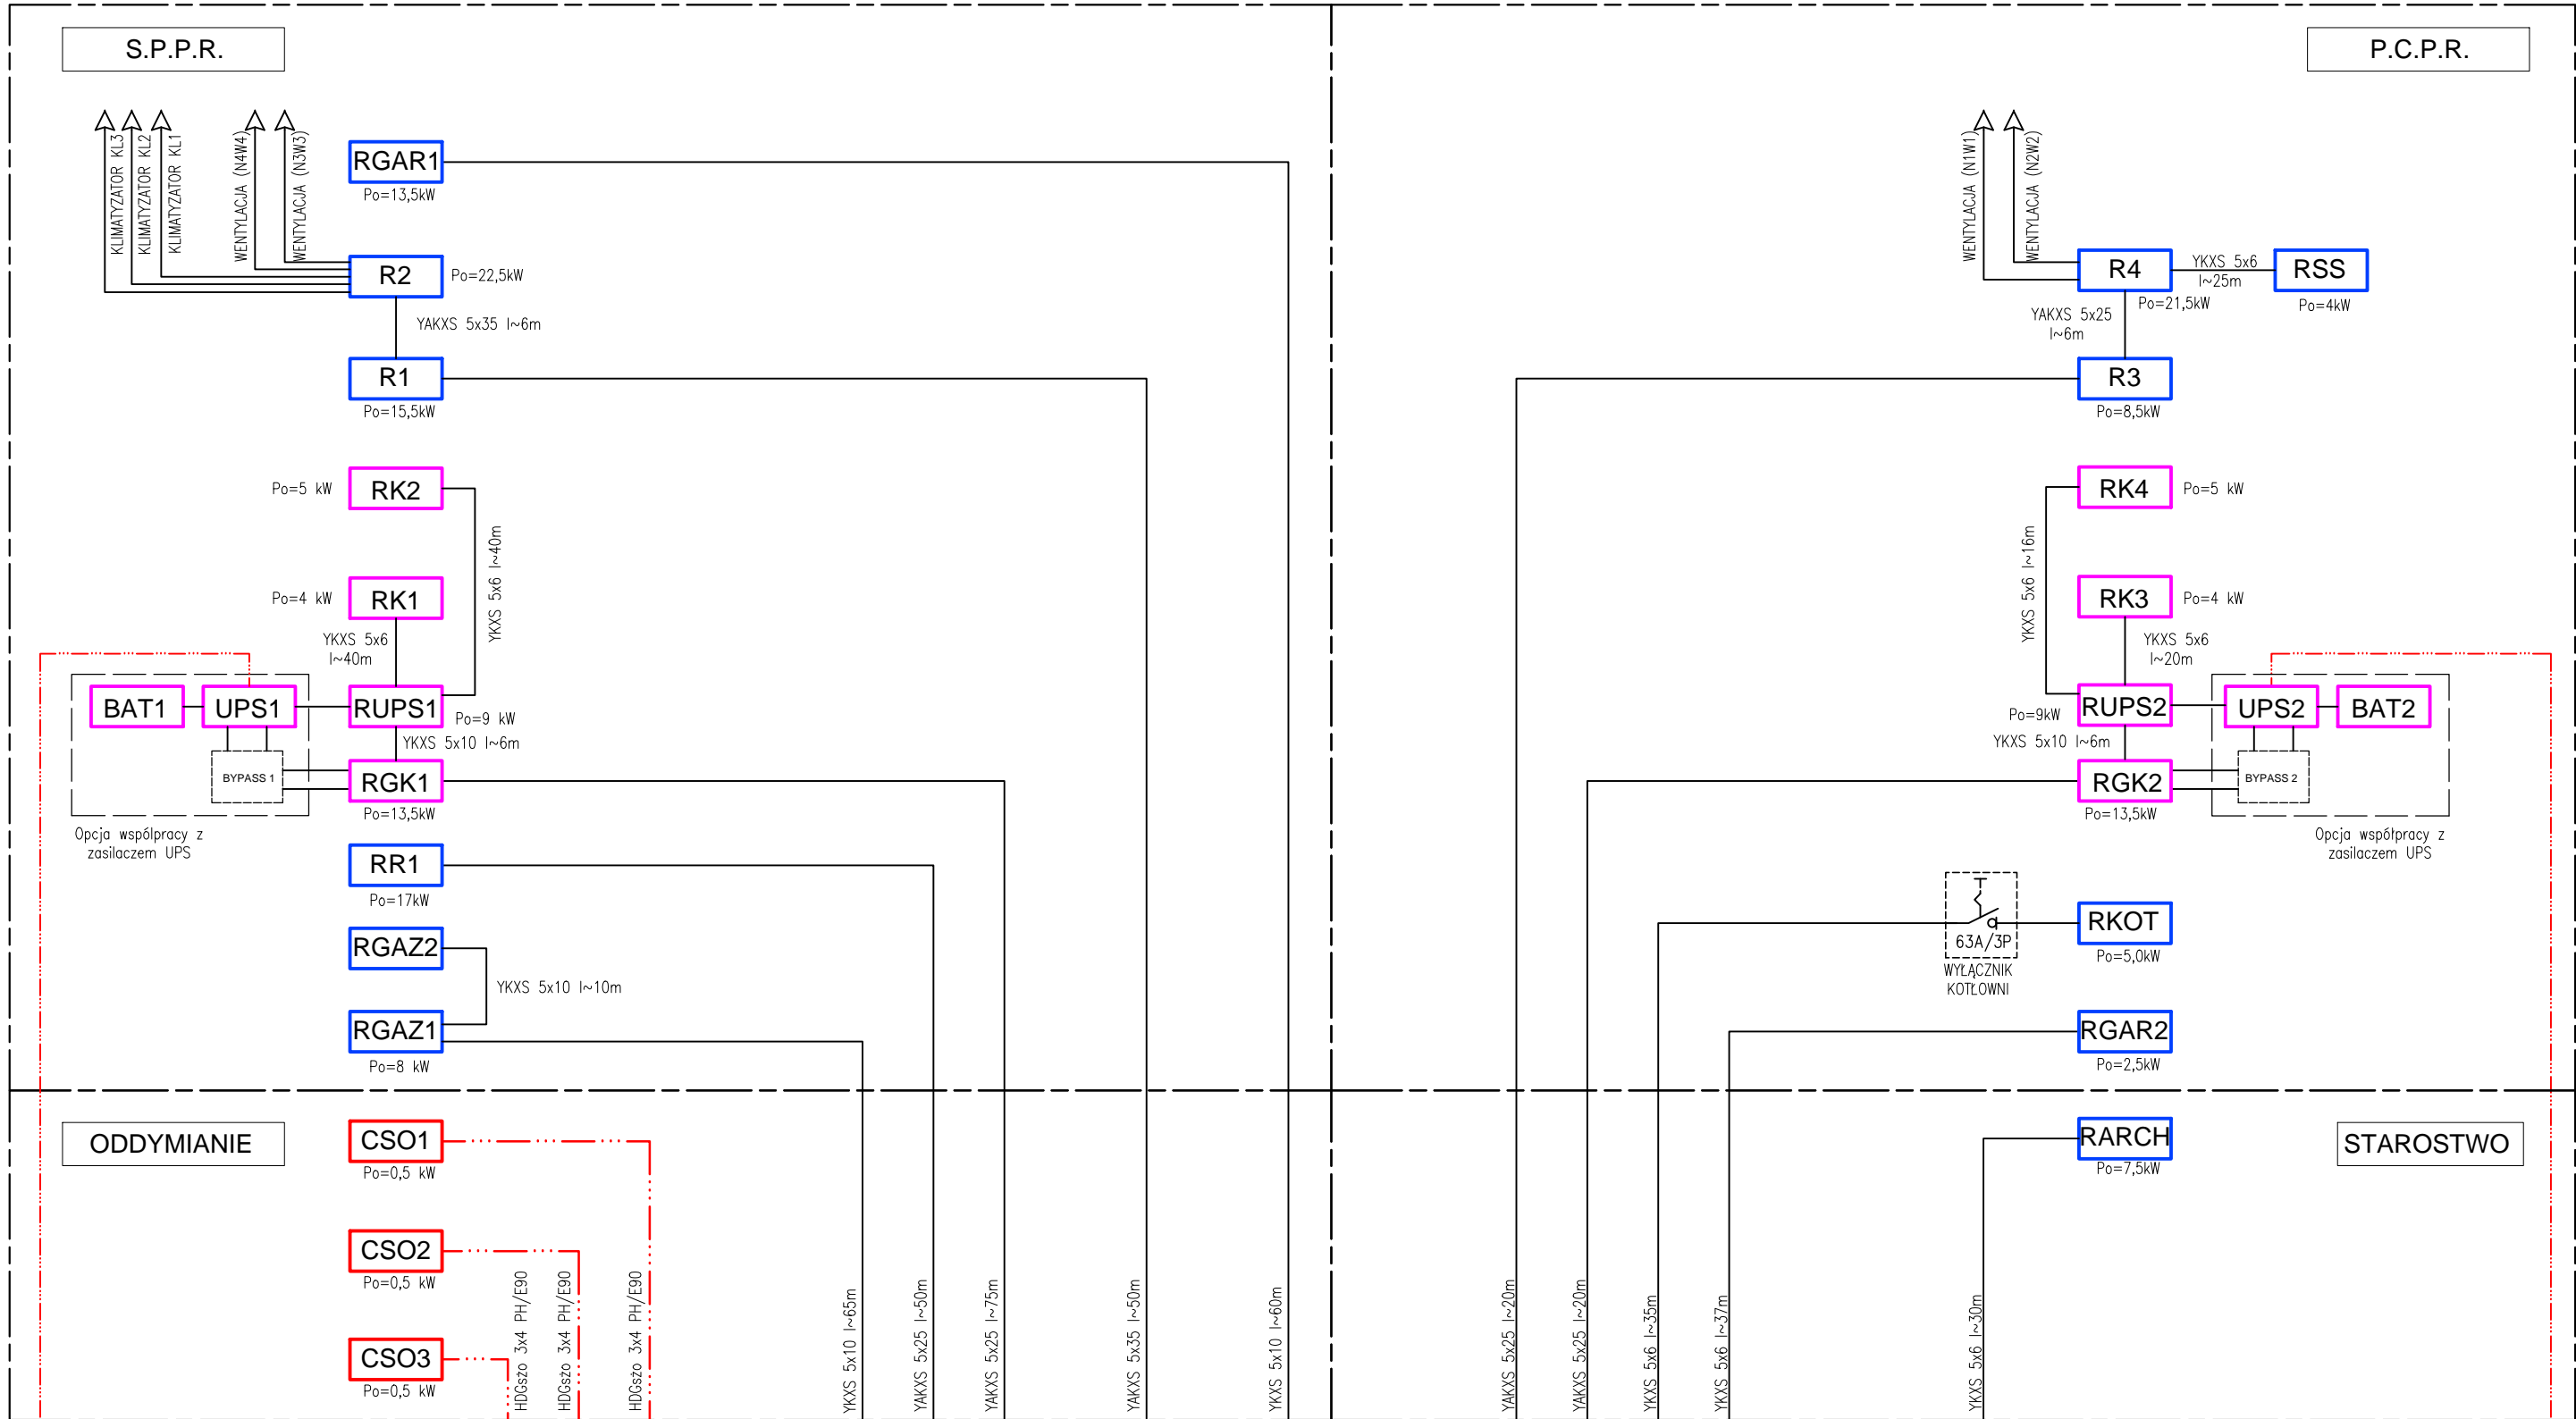 S.P.P.R.
P.C.P.R.
KLIMATYZATOR KL3
KLIMATYZATOR KL2
KLIMATYZATOR KL1
WENTYLACJA (N4W4)
WENTYLACJA (N3W3)
RGAR1
Po=13,5kW
R2
Po=22,5kW
YAKXS 5x35 l~6m
R1
Po=15,5kW
RK2
Po=5 kW
YKXS 5x6 l~40m
RK1
Po=4 kW
YKXS 5x6
l~40m
BAT1
UPS1
RUPS1
Po=9 kW
YKXS 5x10 l~6m
BYPASS 1
RGK1
Po=13,5kW
Opcja wspólpracy z
zasilaczem UPS
RR1
Po=17kW
RGAZ2
YKXS 5x10 l~10m
RGAZ1
Po=8 kW
WENTYLACJA (N1W1)
WENTYLACJA (N2W2)
R4
Po=21,5kW
YKXS 5x6
l~25m
RSS
Po=4kW
YAKXS 5x25
l~6m
R3
Po=8,5kW
RK4
Po=5 kW
YKXS 5x6 l~16m
RK3
Po=4 kW
YKXS 5x6
l~20m
RUPS2
Po=9kW
YKXS 5x10 l~6m
UPS2
BAT2
BYPASS 2
RGK2
Po=13,5kW
Opcja współpracy z
zasilaczem UPS
63A/3P
WYŁĄCZNIK
KOTŁOWNI
RKOT
Po=5,0kW
RGAR2
Po=2,5kW
ODDYMIANIE
CSO1
Po=0,5 kW
CSO2
Po=0,5 kW
CSO3
Po=0,5 kW
HDGsżo 3x4 PH/E90
HDGsżo 3x4 PH/E90
HDGsżo 3x4 PH/E90
YKXS 5x10 l~65m
YAKXS 5x25 l~50m
YAKXS 5x25 l~75m
YAKXS 5x35 l~50m
YKXS 5x10 l~60m
STAROSTWO
RARCH
Po=7,5kW
YAKXS 5x25 l~20m
YAKXS 5x25 l~20m
YKXS 5x6 l~35m
YKXS 5x6 l~37m
YKXS 5x6 l~30m